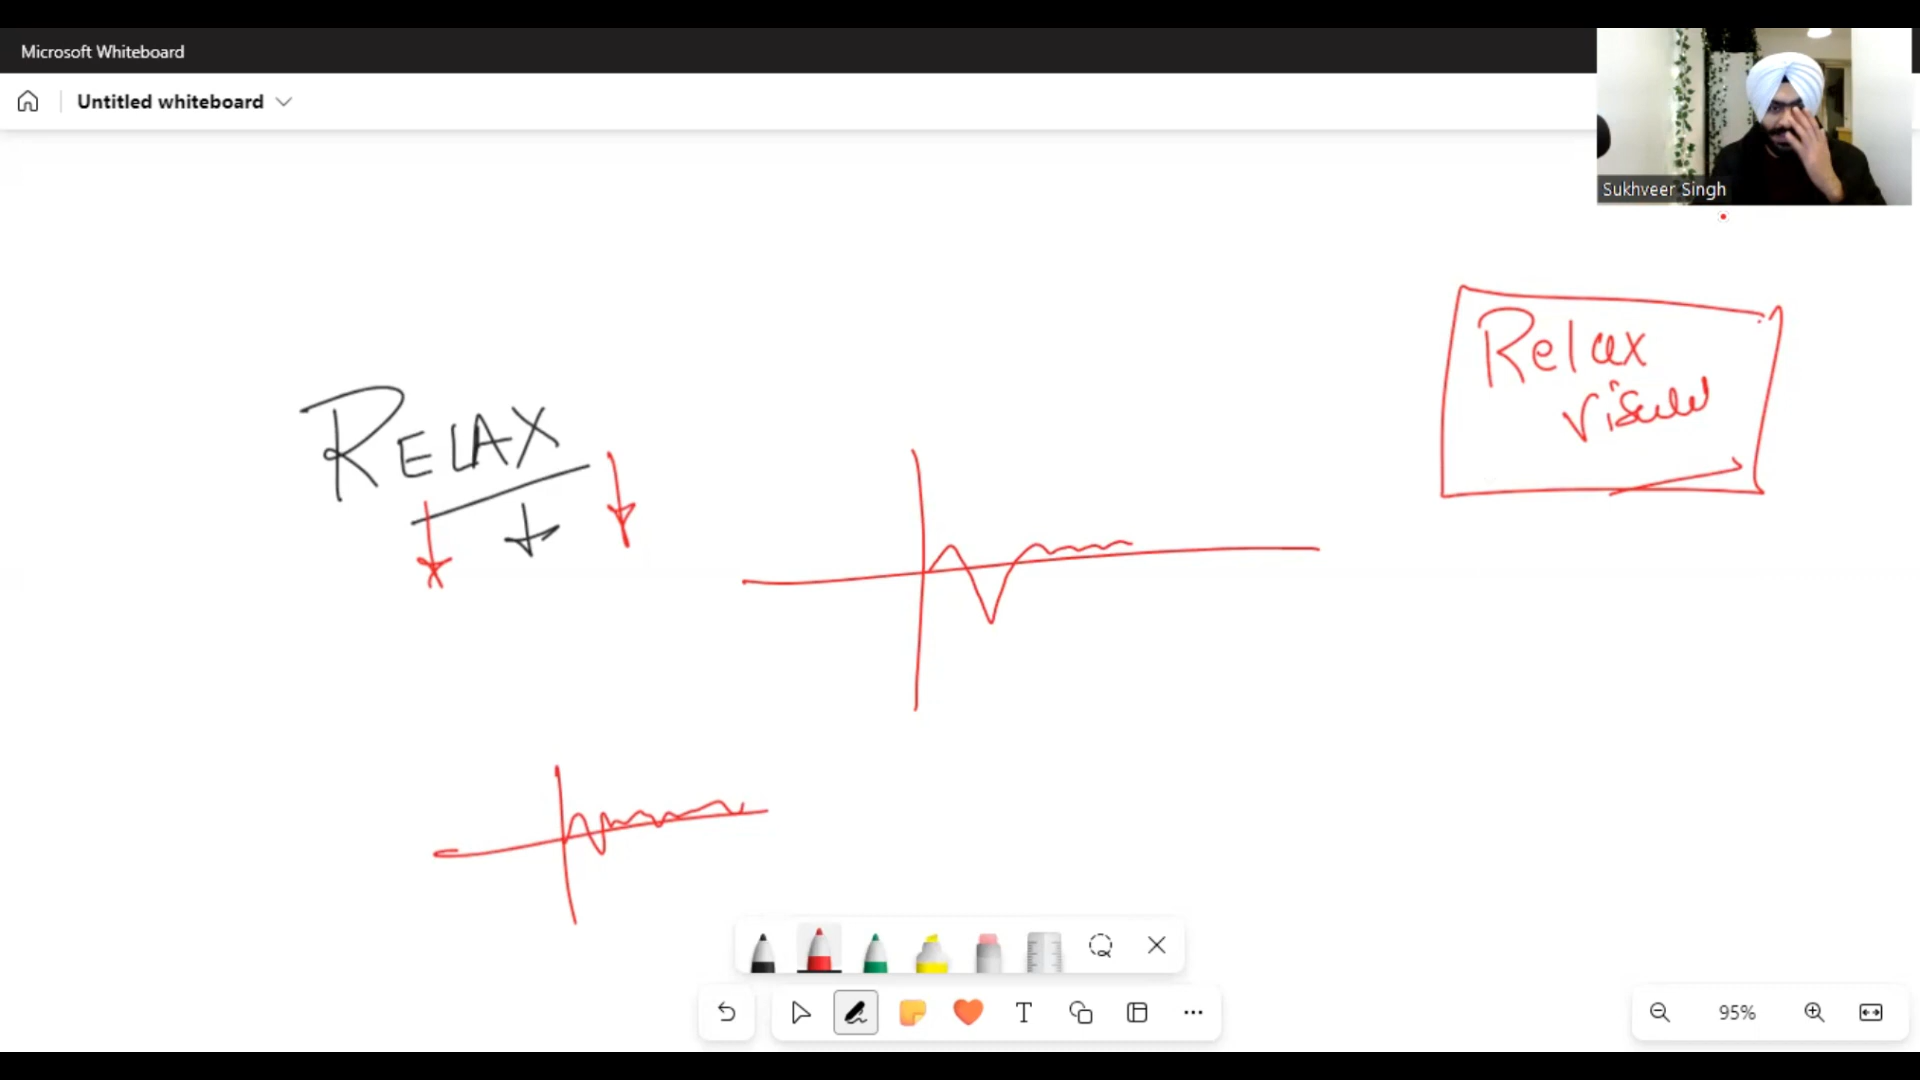 Microsoft Whiteboard
Untitled whiteboard
Sukhveer Singh
Relax
RELAX
95%